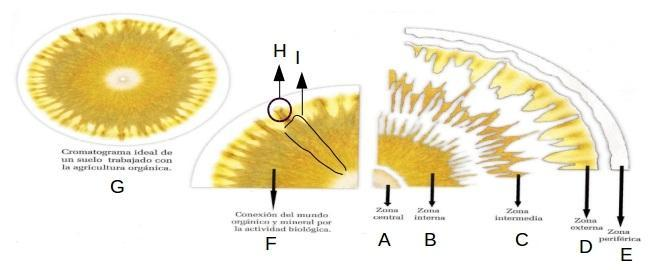 H I
Cromatograma ideal de
un suelo trabajado con
la agricultura orgánica.
G
Conexión del mundo
orgánico y mineral por
la actividad biológica.
F
Zona
central
A
Zona
interna
B
Zona
intermedia
C
Zona
externa
D
Zona
periférica
E